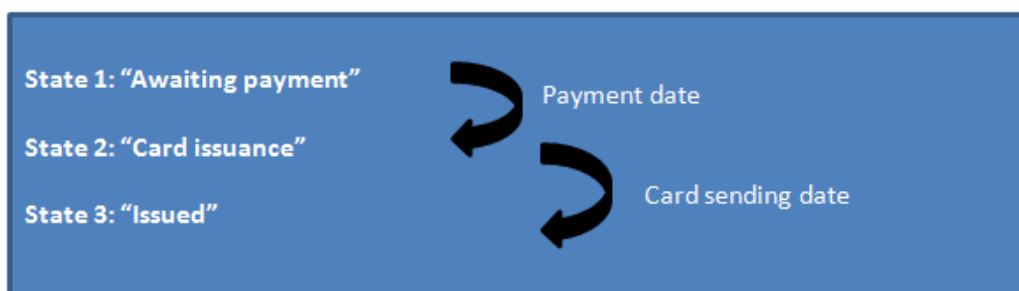 State 1: “Awaiting payment”
Payment date
State 2: “Card issuance”
Card sending date
State 3: “Issued”